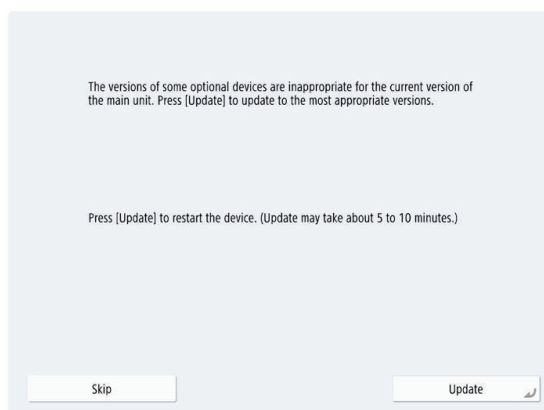 The versions of some optional devices are inappropriate for the current version of
the main unit. Press [Update] to update to the most appropriate versions.
Press [Update] to restart the device. (Update may take about 5 to 10 minutes.)
Skip
Update